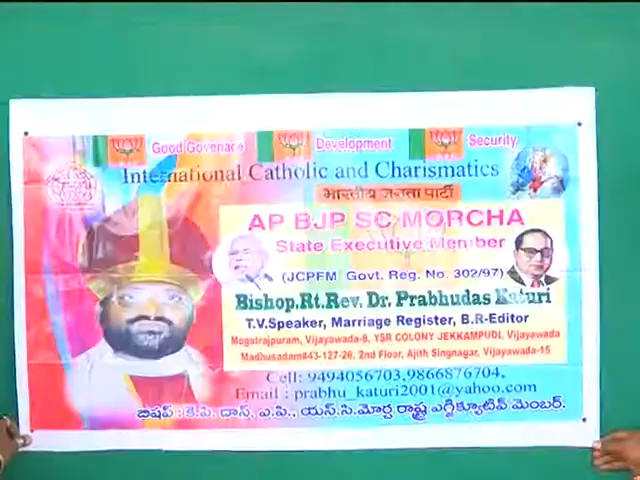 Good Govenace Development Security
International Catholic and Charismatics
भारतीय जनता पार्टी
AP BJP SC MORCHA
State Executive Member
(JCPFM Govt. Reg. No. 302/97)
Bishop.Rt.Rev. Dr. Prabhudas Katuri
T.V.Speaker, Marriage Register, B.R-Editor
Mogalrajpuram, Vijayawada-8, YSR COLONY JEKKAMPUDI, Vijayawada
Madhusadam#43-127-26, 2nd Floor, Ajith Singnagar, Vijayawada-15
Cell: 9494056703, 9866876704,
Email : prabhu_katuri2001@yahoo.com
బిషప్ : కె.పి. దాస్, ఎ.పి., యస్.సి.మోర్చ రాష్ట్ర ఎగ్జిక్యూటివ్ మెంబర్.